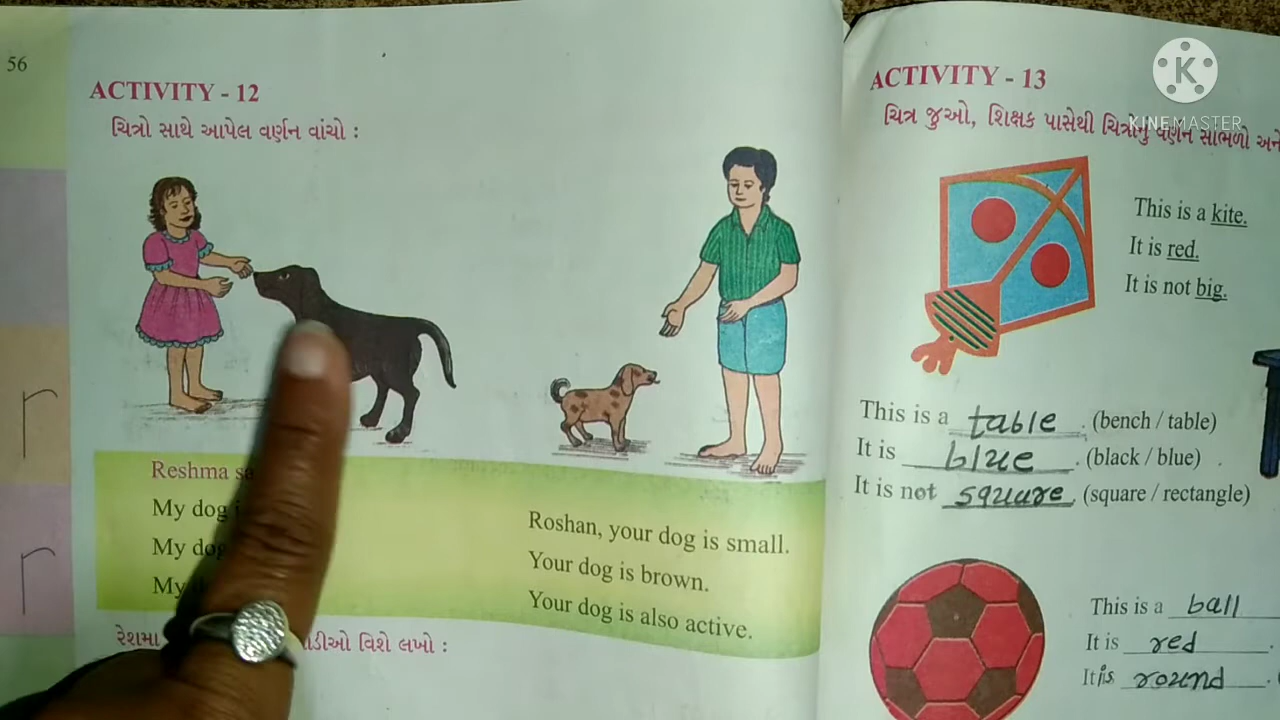 56
ACTIVITY - 12
ચિત્રો સાથે આપેલ વર્ણન વાંચો :
Reshma
My dog
My dog
My
Roshan, your dog is small.
Your dog is brown.
Your dog is also active.
રેશમા
વિશે લખો :
r
r
ACTIVITY - 13
ચિત્ર જુઓ, શિક્ષક પાસેથી ચિત્રોનું વર્ણન સાંભળો અને
K
KINEMASTER
This is a kite.
It is red.
It is not big.
This is a table. (bench / table)
It is blue. (black / blue)
It is not square. (square / rectangle)
This is a ball
It is red.
It is round.